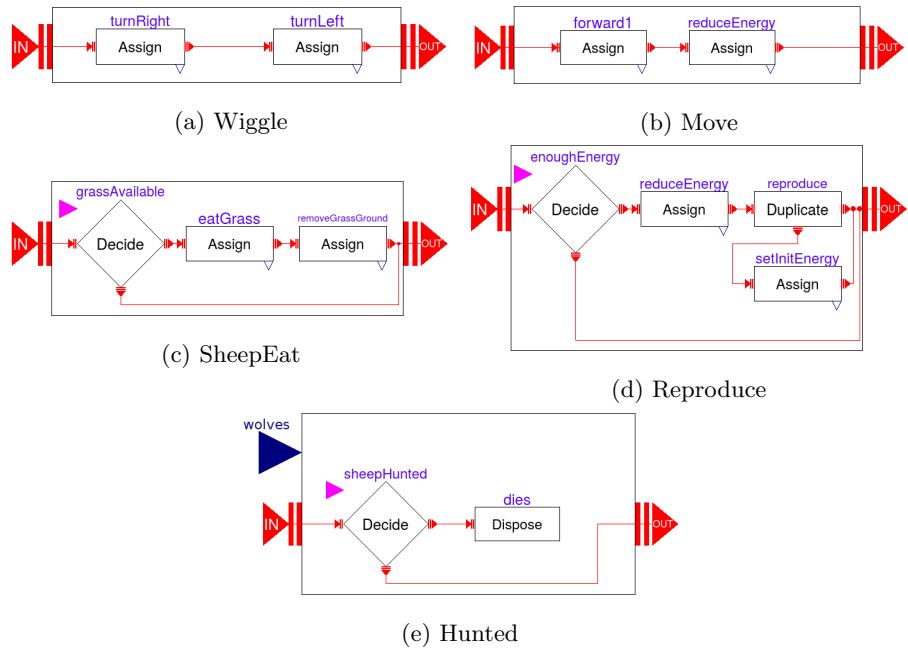 turnRight turnLeft
IN Assign Assign OUT
(a) Wiggle
forward1 reduceEnergy
IN Assign Assign OUT
(b) Move
grassAvailable
eatGrass removeGrassGround
IN Decide Assign Assign OUT
(c) SheepEat
enoughEnergy
reduceEnergy reproduce
IN Decide Assign Duplicate OUT
setInitEnergy
Assign
(d) Reproduce
wolves
sheepHunted
dies
IN Decide Dispose OUT
(e) Hunted